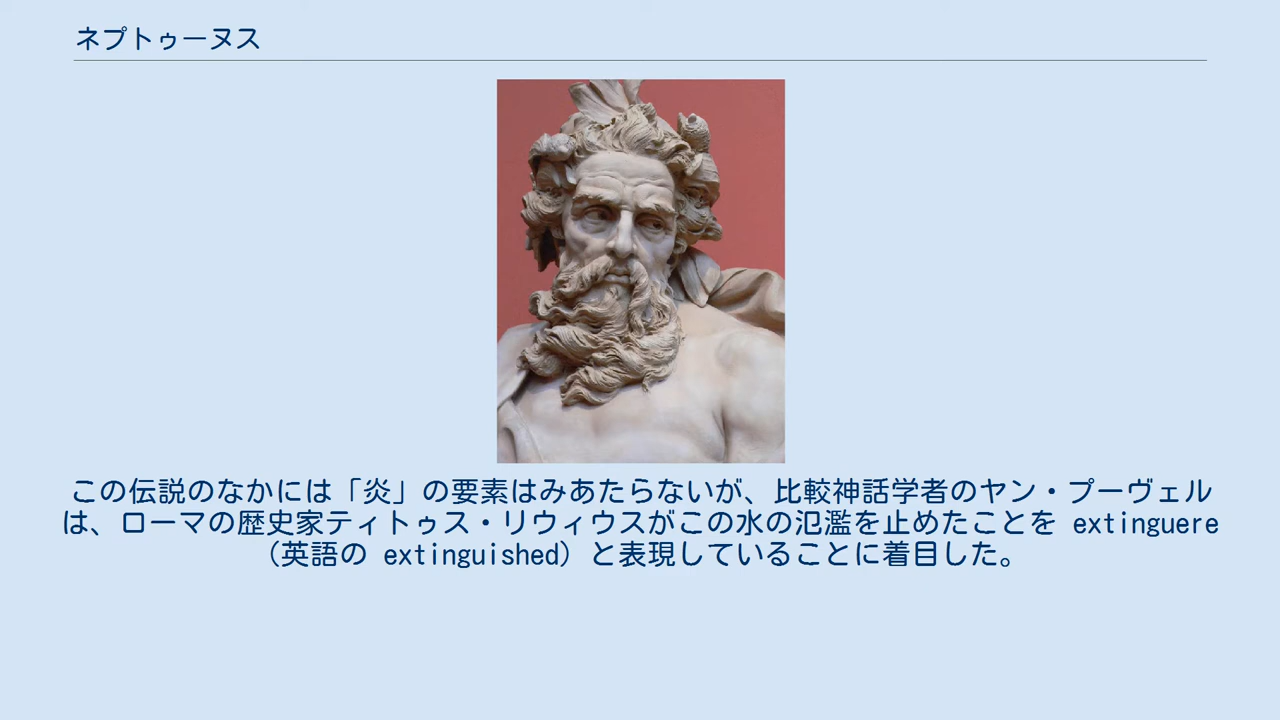 ネプトゥーヌス
この伝説のなかには「炎」の要素はみあたらないが、比較神話学者のヤン・プーヴェル
は、ローマの歴史家ティトゥス・リウィウスがこの水の氾濫を止めたことを extinguere
（英語の extinguished）と表現していることに着目した。